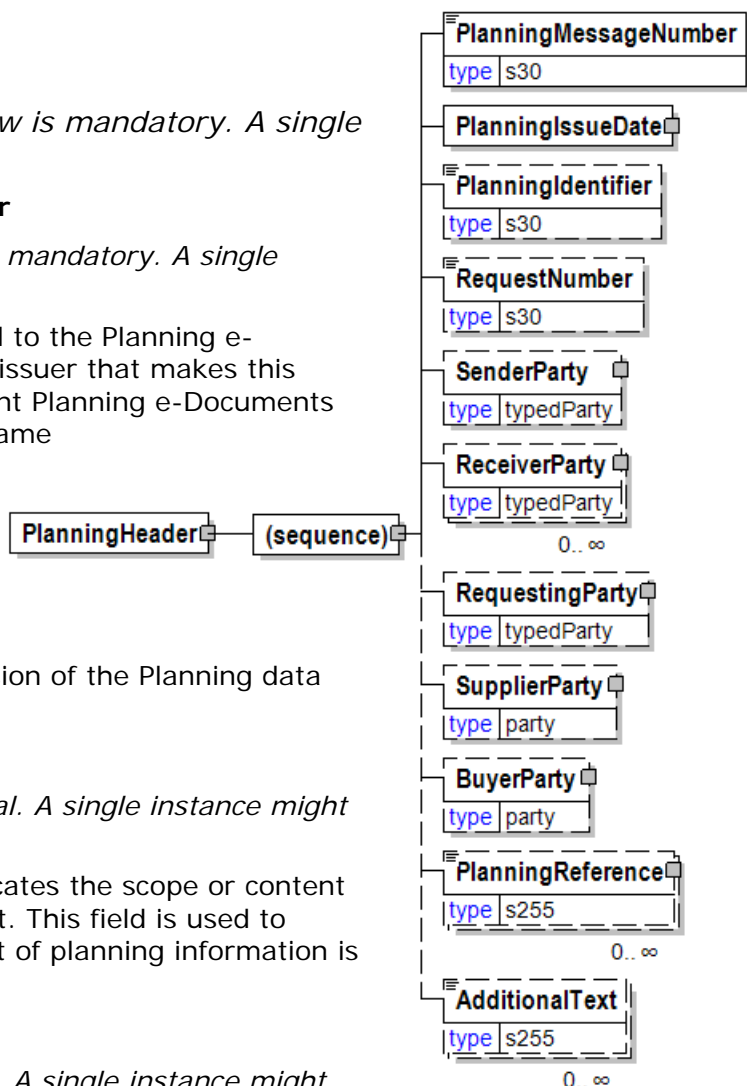 w is mandatory. A single
r
mandatory. A single
l to the Planning e-
issuer that makes this
nt Planning e-Documents
ame
tion of the Planning data
al. A single instance might
cates the scope or content
t. This field is used to
t of planning information is
. A single instance might
PlanningHeader
(sequence)
PlanningMessageNumber
type s30
PlanningIssueDate
PlanningIdentifier
type s30
RequestNumber
type s30
SenderParty
type typedParty
ReceiverParty
type typedParty
0.. ∞
RequestingParty
type typedParty
SupplierParty
type party
BuyerParty
type party
PlanningReference
type s255
0.. ∞
AdditionalText
type s255
0.. ∞